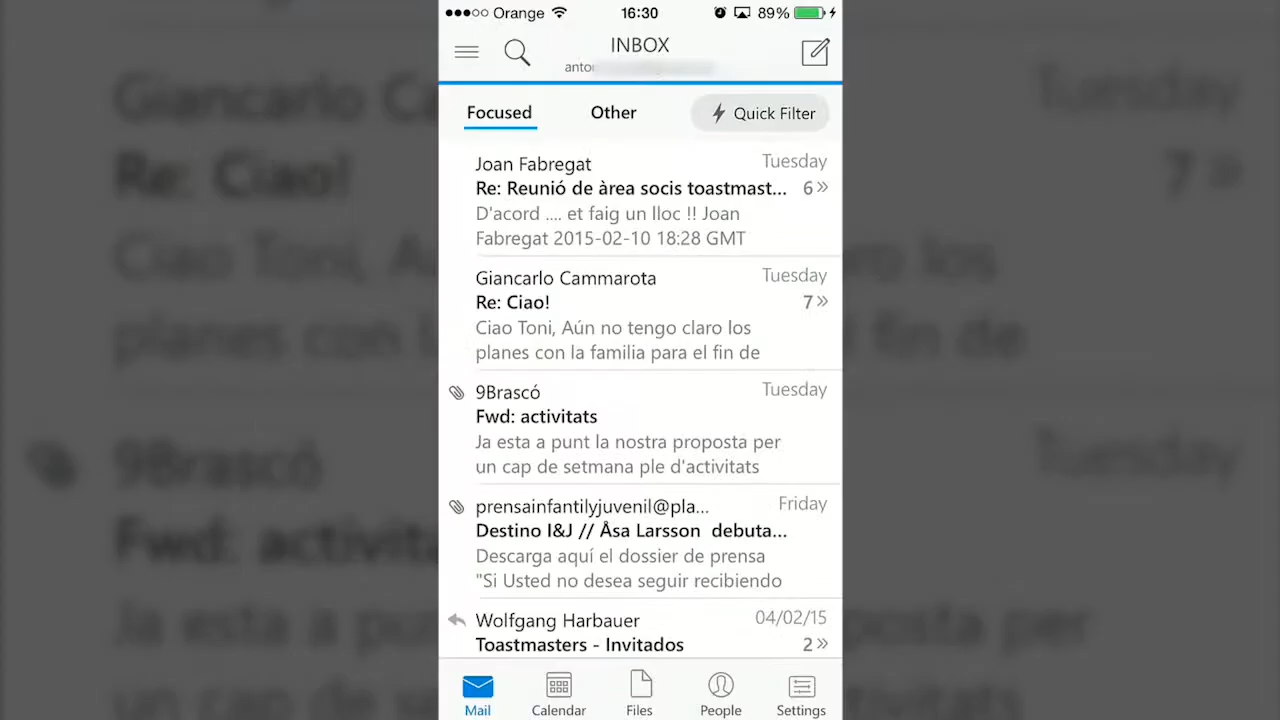 Orange 16:30 89%
INBOX
anto
Focused Other Quick Filter
Joan Fabregat Tuesday
Re: Reunió de àrea socis toastmast... 6 »
D'acord .... et faig un lloc !! Joan
Fabregat 2015-02-10 18:28 GMT
Giancarlo Cammarota Tuesday
Re: Ciao! 7 »
Ciao Toni, Aún no tengo claro los
planes con la familia para el fin de
9Brascó Tuesday
Fwd: activitats
Ja esta a punt la nostra proposta per
un cap de setmana ple d'activitats
prensainfantilyjuvenil@pla... Friday
Destino I&J // Åsa Larsson debuta...
Descarga aquí el dossier de prensa
"Si Usted no desea seguir recibiendo
Wolfgang Harbauer 04/02/15
Toastmasters - Invitados 2 »
Mail Calendar Files People Settings